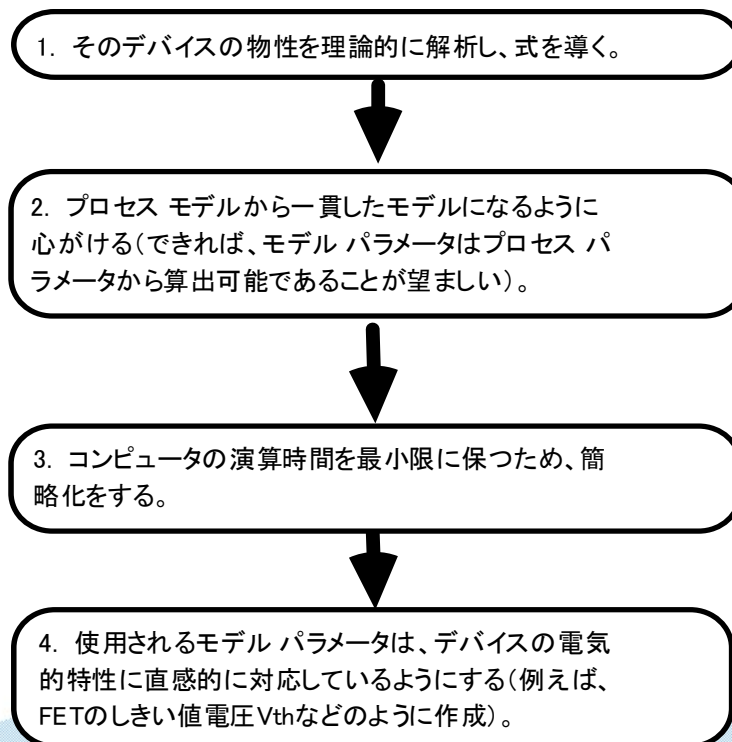 1. そのデバイスの物性を理論的に解析し、式を導く。
2. プロセス モデルから一貫したモデルになるように
心がける(できれば、モデル パラメータはプロセス パ
ラメータから算出可能であることが望ましい)。
3. コンピュータの演算時間を最小限に保つため、簡
略化をする。
4. 使用されるモデル パラメータは、デバイスの電気
的特性に直感的に対応しているようにする(例えば、
FETのしきい値電圧Vthなどのように作成)。